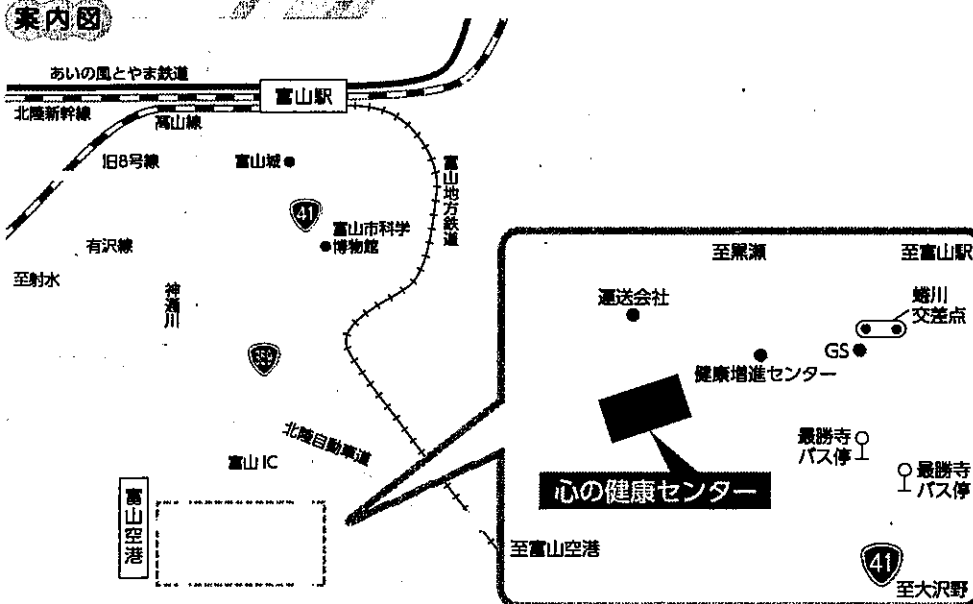 案内図
あいの風とやま鉄道
富山駅
北陸新幹線
高山線
旧8号線
富山城
富山地方鉄道
41
富山市科学
博物館
有沢線
至射水
神通川
359
北陸自動車道
富山IC
富山空港
至富山空港
至黒瀬
至富山駅
運送会社
蜷川
交差点
GS
健康増進センター
最勝寺
バス停
最勝寺
バス停
心の健康センター
41
至大沢野